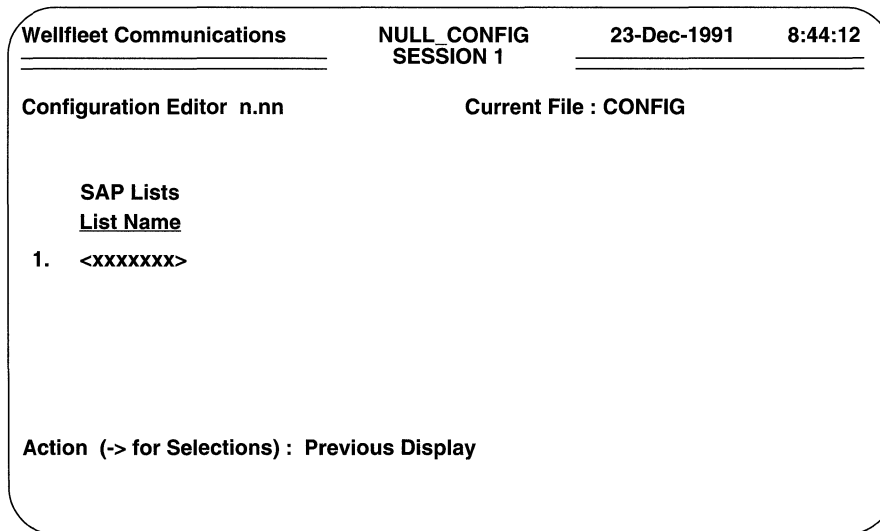 Wellfleet Communications NULL_CONFIG 23-Dec-1991 8:44:12
SESSION 1
Configuration Editor n.nn Current File : CONFIG
SAP Lists
List Name
1. <xxxxxxx>
Action (-> for Selections) : Previous Display